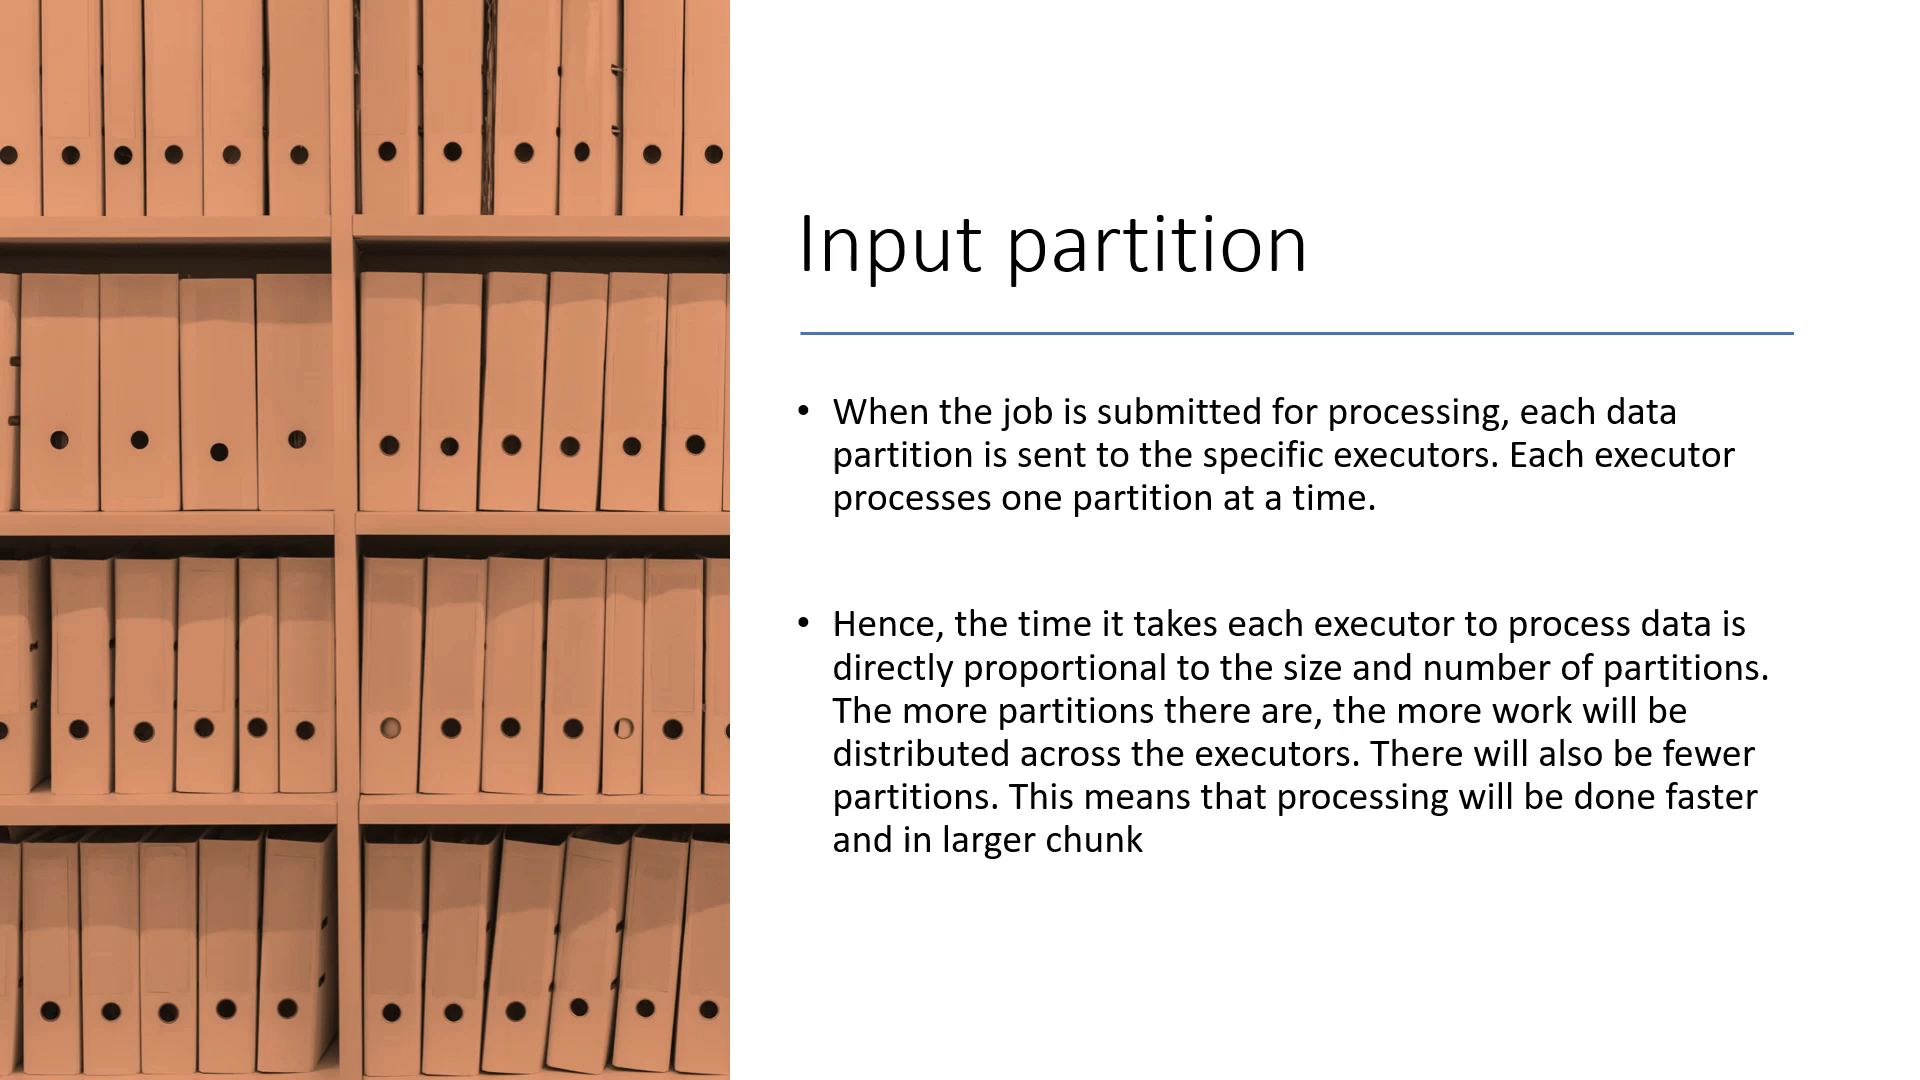 Input partition
• When the job is submitted for processing, each data
partition is sent to the specific executors. Each executor
processes one partition at a time.
• Hence, the time it takes each executor to process data is
directly proportional to the size and number of partitions.
The more partitions there are, the more work will be
distributed across the executors. There will also be fewer
partitions. This means that processing will be done faster
and in larger chunk